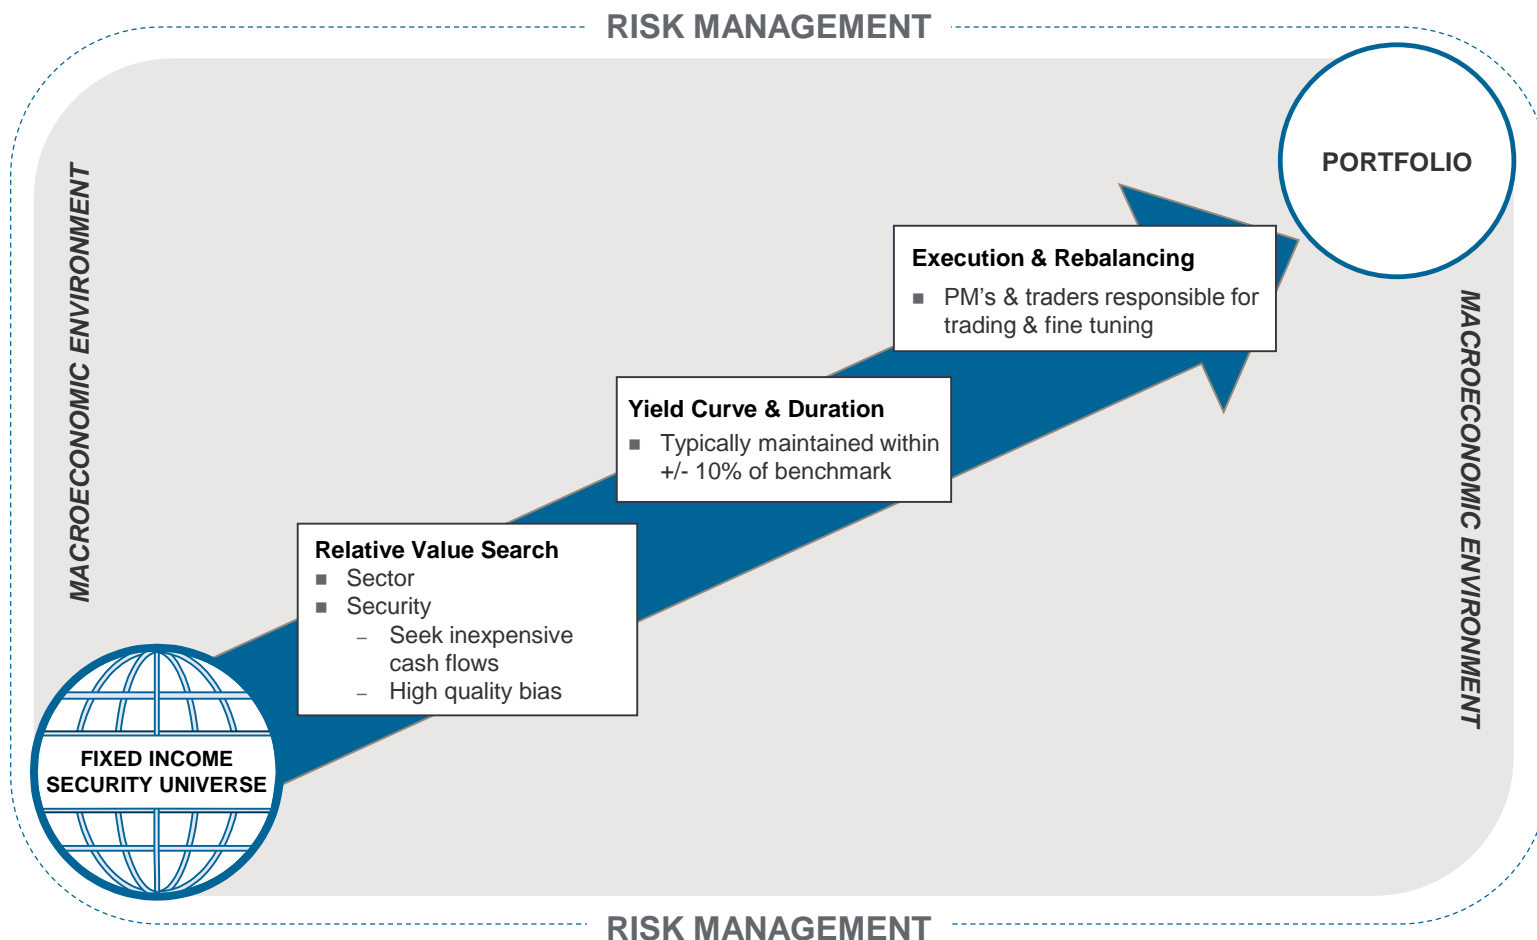 RISK MANAGEMENT
PORTFOLIO
MACROECONOMIC ENVIRONMENT
Execution & Rebalancing
■ PM's & traders responsible for
trading & fine tuning
MACROECONOMIC ENVIRONMENT
Yield Curve & Duration
■ Typically maintained within
+/- 10% of benchmark
Relative Value Search
■ Sector
■ Security
– Seek inexpensive
cash flows
– High quality bias
FIXED INCOME
SECURITY UNIVERSE
RISK MANAGEMENT